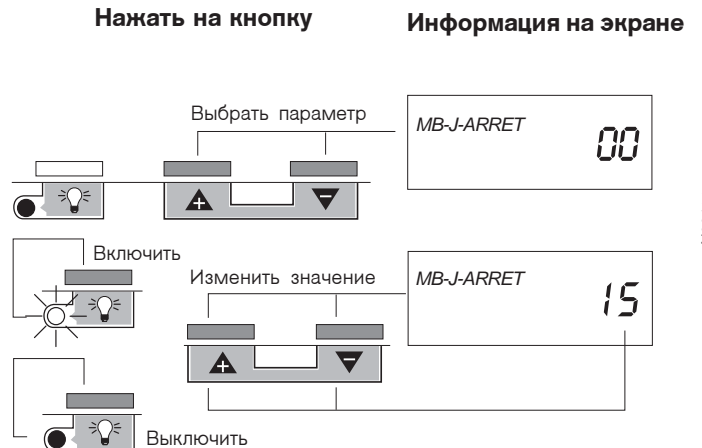 Нажать на кнопку
Информация на экране
Выбрать параметр
MB-J-ARRET
00
Включить
Изменить значение
MB-J-ARRET
15
Выключить